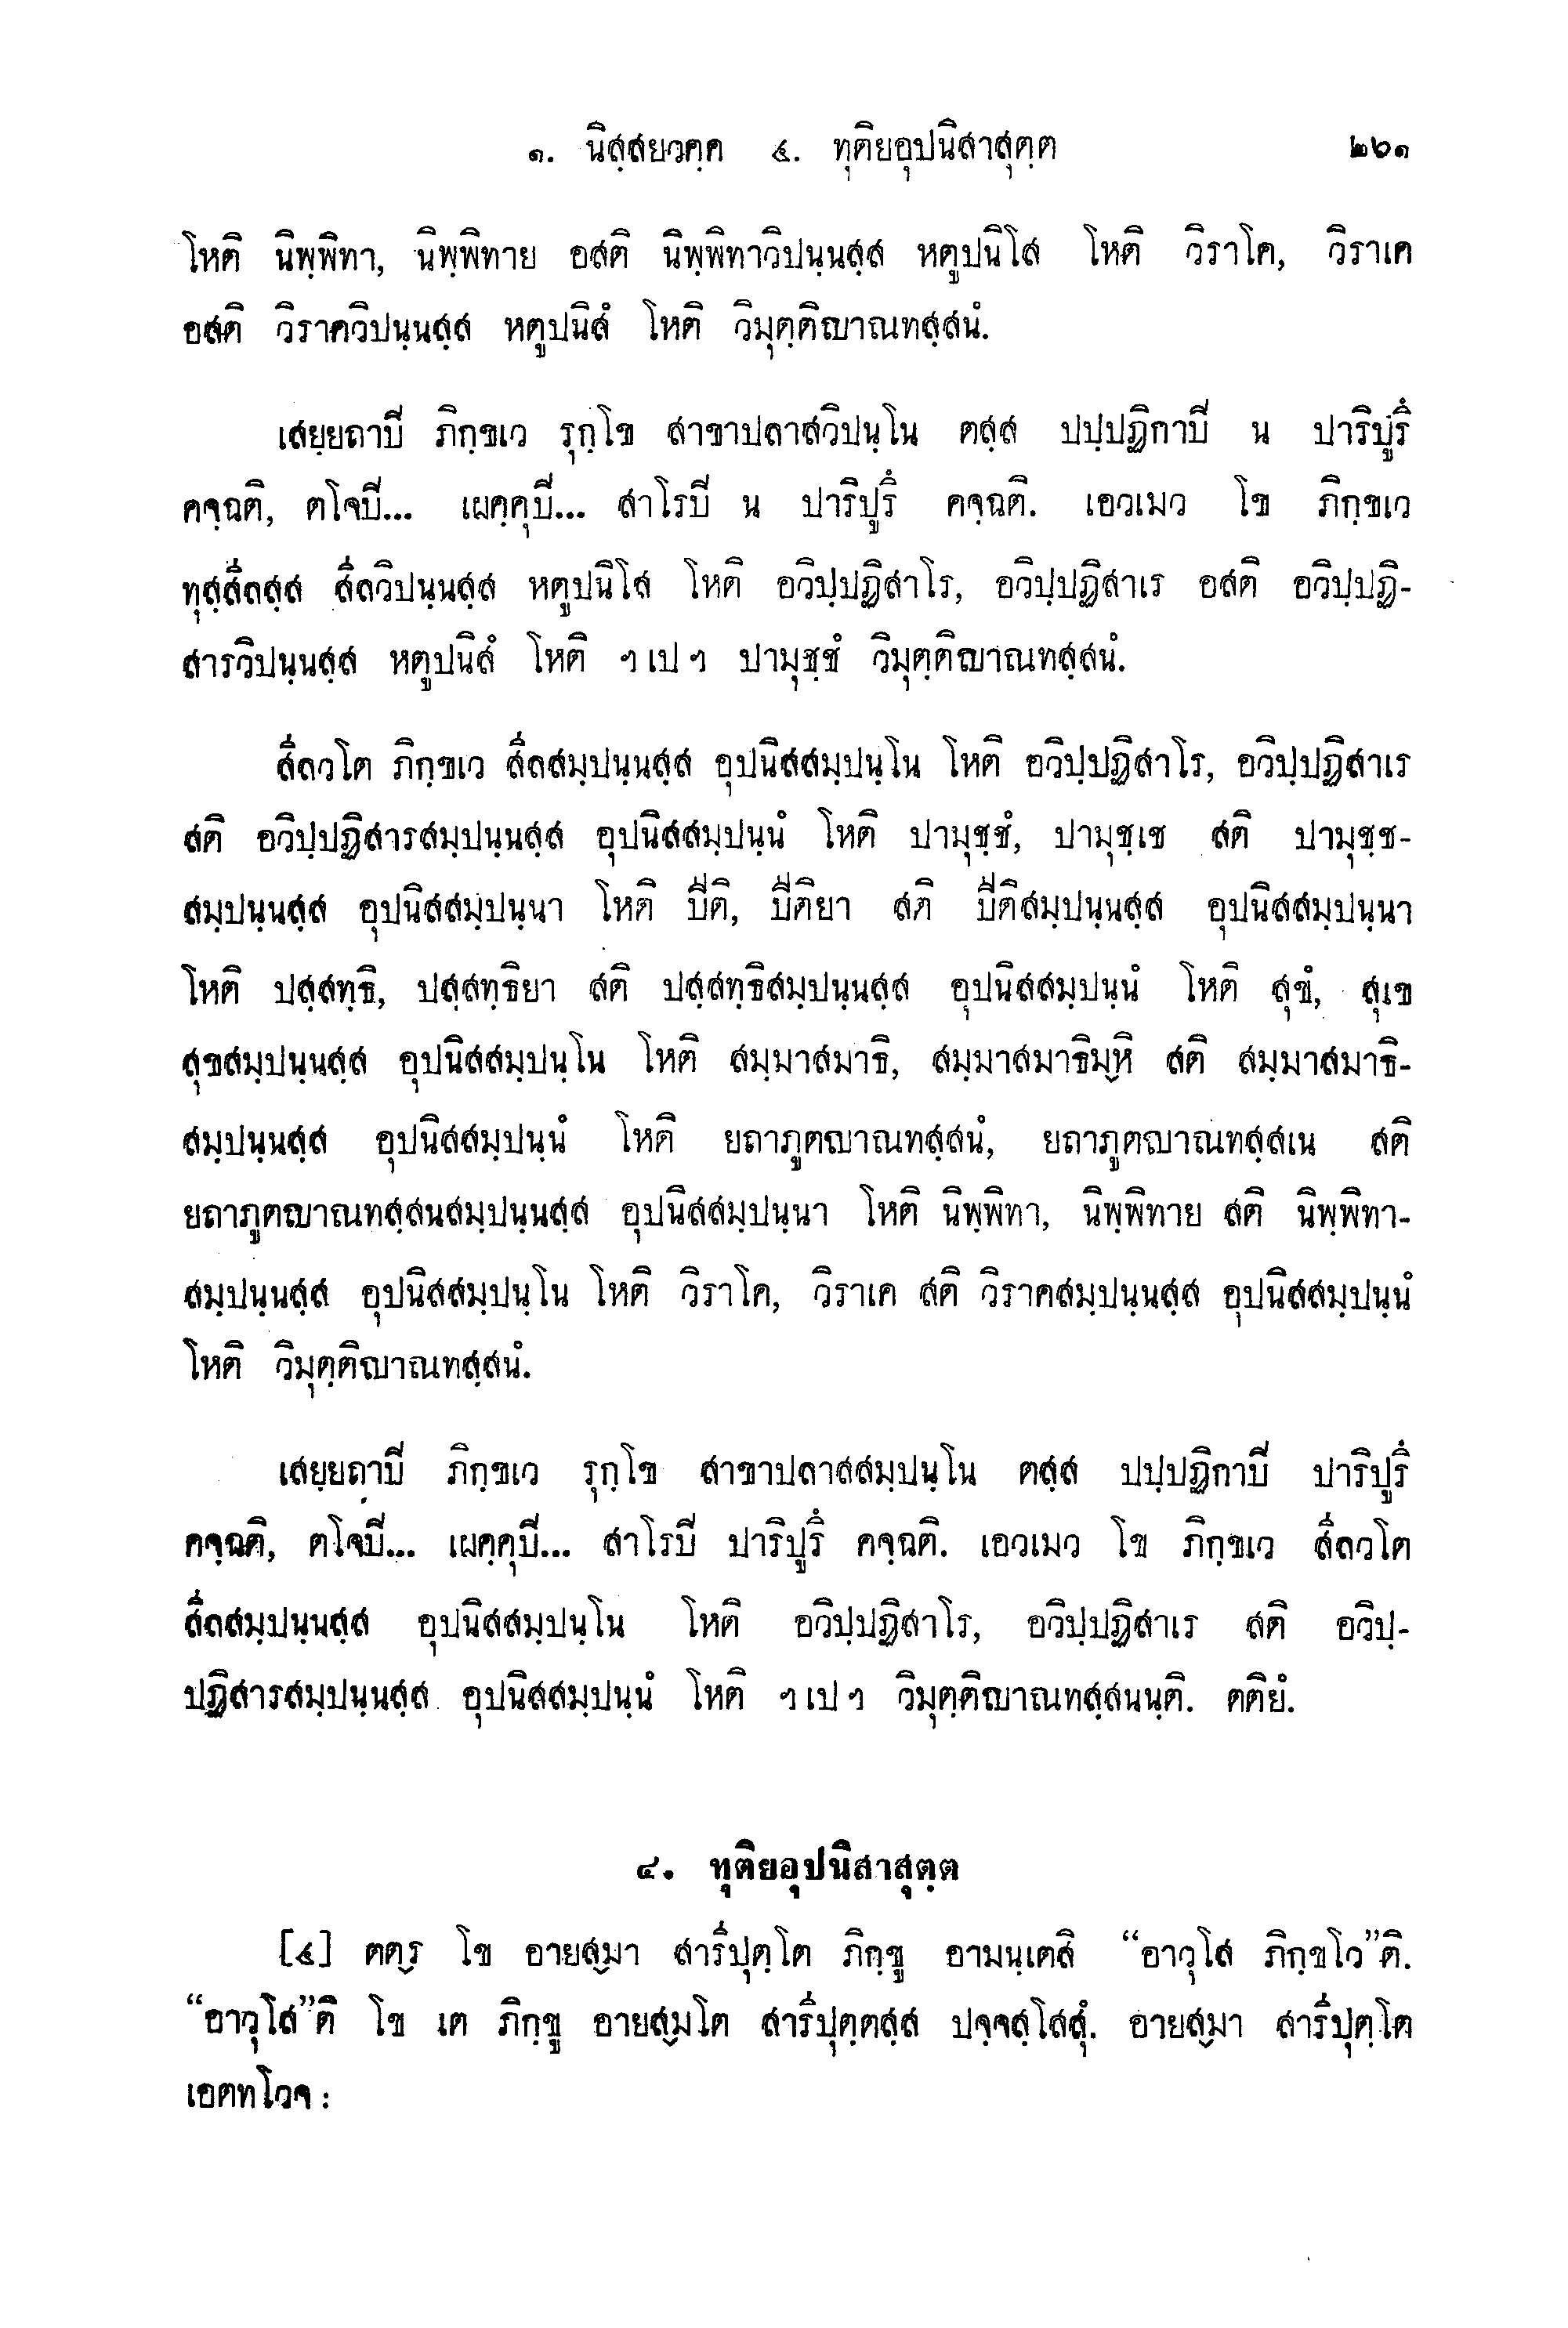 ๑. นิสฺสยวคฺค ๔. ทุติยอุปนิสาสุตฺต ๒๖๑
โหติ นิพฺพิทา, นิพฺพิทาย อสติ นิพฺพิทาวิปนฺนสฺส หตูปนิโส โหติ วิราโค, วิราเค
อสติ วิราควิปนฺนสฺส หตูปนิสํ โหติ วิมุตฺติญาณทสฺสนํ.
เสยฺยถาปี ภิกฺขเว รุกฺโข สาขาปลาสวิปนฺโน ตสฺส ปปฺปฏิกาปี น ปาริปูรึ
คจฺฉติ, ตโจปี... เผคฺคุปี... สาโรปี น ปาริปูรึ คจฺฉติ. เอวเมว โข ภิกฺขเว
ทุสฺสีลสฺส สีลวิปนฺนสฺส หตูปนิโส โหติ อวิปฺปฏิสาโร, อวิปฺปฏิสาเร อสติ อวิปฺปฏิ-
สารวิปนฺนสฺส หตูปนิสํ โหติ ฯ เป ฯ ปามุชฺชํ วิมุตฺติญาณทสฺสนํ.
สีลวโต ภิกฺขเว สีลสมฺปนฺนสฺส อุปนิสสมฺปนฺโน โหติ อวิปฺปฏิสาโร, อวิปฺปฏิสาเร
สติ อวิปฺปฏิสารสมฺปนฺนสฺส อุปนิสสมฺปนฺนํ โหติ ปามุชฺชํ, ปามุชฺเช สติ ปามุชฺช-
สมฺปนฺนสฺส อุปนิสสมฺปนฺนา โหติ ปีติ, ปีติยา สติ ปีติสมฺปนฺนสฺส อุปนิสสมฺปนฺนา
โหติ ปสฺสทฺธิ, ปสฺสทฺธิยา สติ ปสฺสทฺธิสมฺปนฺนสฺส อุปนิสสมฺปนฺนํ โหติ สุขํ, สุเข
สุขสมฺปนฺนสฺส อุปนิสสมฺปนฺโน โหติ สมฺมาสมาธิ, สมฺมาสมาธิมฺหิ สติ สมฺมาสมาธิ-
สมฺปนฺนสฺส อุปนิสสมฺปนฺนํ โหติ ยถาภูตญาณทสฺสนํ, ยถาภูตญาณทสฺสเน สติ
ยถาภูตญาณทสฺสนสมฺปนฺนสฺส อุปนิสสมฺปนฺนา โหติ นิพฺพิทา, นิพฺพิทาย สติ นิพฺพิทา-
สมฺปนฺนสฺส อุปนิสสมฺปนฺโน โหติ วิราโค, วิราเค สติ วิราคสมฺปนฺนสฺส อุปนิสสมฺปนฺนํ
โหติ วิมุตฺติญาณทสฺสนํ.
เสยฺยถาปี ภิกฺขเว รุกฺโข สาขาปลาสสมฺปนฺโน ตสฺส ปปฺปฏิกาปี ปาริปูรึ
คจฺฉติ, ตโจปี... เผคฺคุปี... สาโรปี ปาริปูรึ คจฺฉติ. เอวเมว โข ภิกฺขเว สีลวโต
สีลสมฺปนฺนสฺส อุปนิสสมฺปนฺโน โหติ อวิปฺปฏิสาโร, อวิปฺปฏิสาเร สติ อวิปฺ-
ปฏิสารสมฺปนฺนสฺส อุปนิสสมฺปนฺนํ โหติ ฯ เป ฯ วิมุตฺติญาณทสฺสนนฺติ. ตติยํ.
๔. ทุติยอุปนิสาสุตฺต
[๔] ตตฺร โข อายสฺมา สารีปุตฺโต ภิกฺขู อามนฺเตสิ “อาวุโส ภิกฺขโว”ติ.
“อาวุโส”ติ โข เต ภิกฺขู อายสฺมโต สารีปุตฺตสฺส ปจฺจสฺโสสุํ. อายสฺมา สารีปุตฺโต
เอตทโวจ :